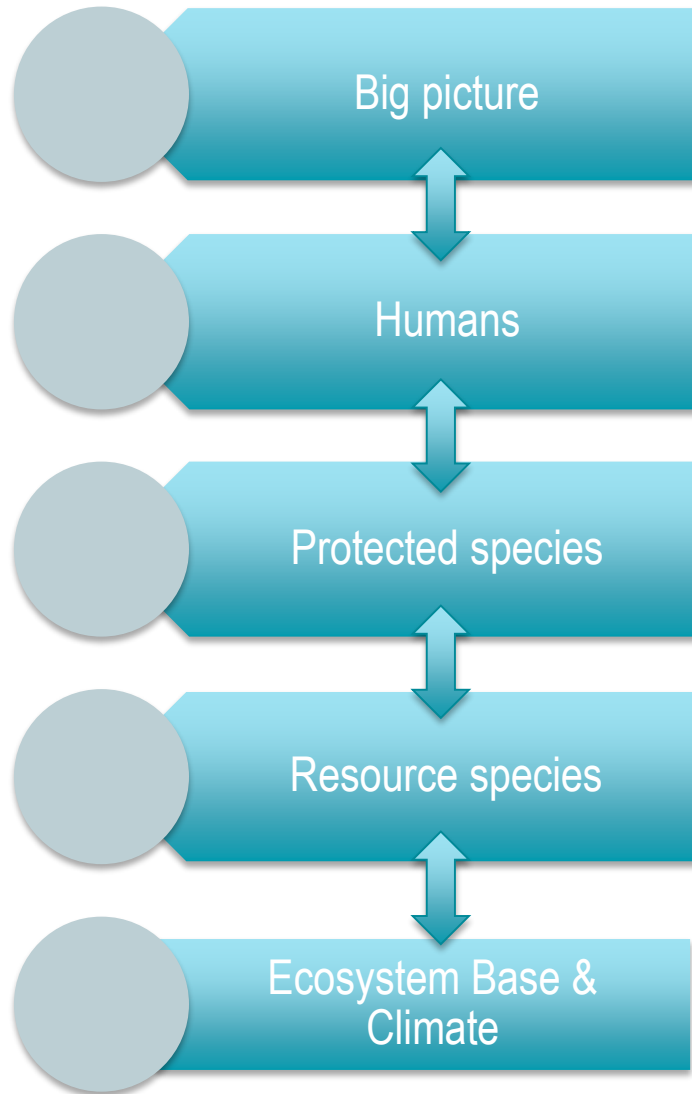 Big picture
Humans
Protected species
Resource species
Ecosystem Base &
Climate